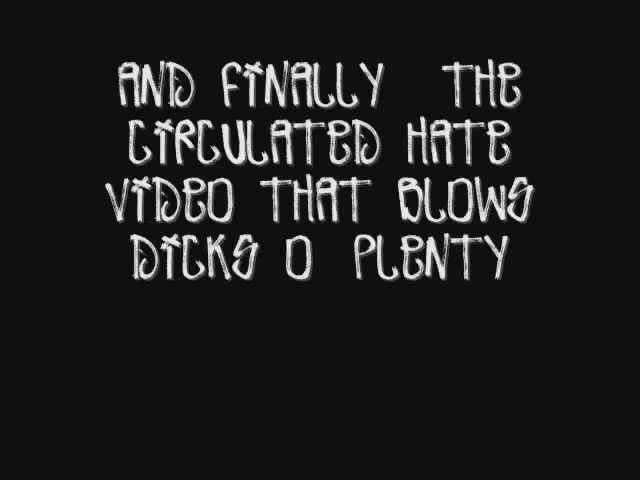 AND FINALLY THE
CIRCULATED HATE
VIDEO THAT BLOWS
DICKS O PLENTY